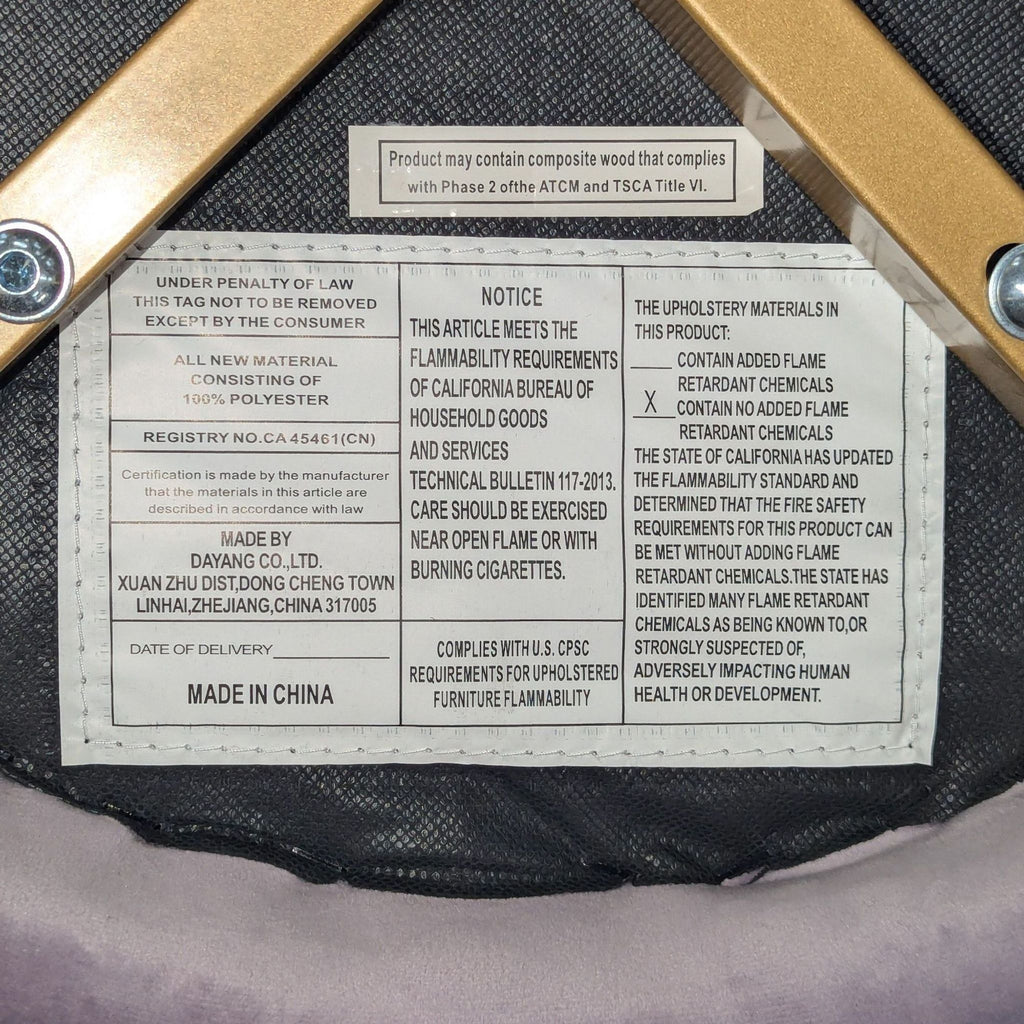 Product may contain composite wood that complies
with Phase 2 ofthe ATCM and TSCA Title VI.
UNDER PENALTY OF LAW
THIS TAG NOT TO BE REMOVED
EXCEPT BY THE CONSUMER
ALL NEW MATERIAL
CONSISTING OF
100% POLYESTER
REGISTRY NO.CA 45461(CN)
Certification is made by the manufacturer
that the materials in this article are
described in accordance with law
MADE BY
DAYANG CO.,LTD.
XUAN ZHU DIST,DONG CHENG TOWN
LINHAI,ZHEJIANG,CHINA 317005
DATE OF DELIVERY
MADE IN CHINA
NOTICE
THIS ARTICLE MEETS THE
FLAMMABILITY REQUIREMENTS
OF CALIFORNIA BUREAU OF
HOUSEHOLD GOODS
AND SERVICES
TECHNICAL BULLETIN 117-2013.
CARE SHOULD BE EXERCISED
NEAR OPEN FLAME OR WITH
BURNING CIGARETTES.
COMPLIES WITH U.S. CPSC
REQUIREMENTS FOR UPHOLSTERED
FURNITURE FLAMMABILITY
THE UPHOLSTERY MATERIALS IN
THIS PRODUCT:
CONTAIN ADDED FLAME
RETARDANT CHEMICALS
X CONTAIN NO ADDED FLAME
RETARDANT CHEMICALS
THE STATE OF CALIFORNIA HAS UPDATED
THE FLAMMABILITY STANDARD AND
DETERMINED THAT THE FIRE SAFETY
REQUIREMENTS FOR THIS PRODUCT CAN
BE MET WITHOUT ADDING FLAME
RETARDANT CHEMICALS.THE STATE HAS
IDENTIFIED MANY FLAME RETARDANT
CHEMICALS AS BEING KNOWN TO,OR
STRONGLY SUSPECTED OF,
ADVERSELY IMPACTING HUMAN
HEALTH OR DEVELOPMENT.